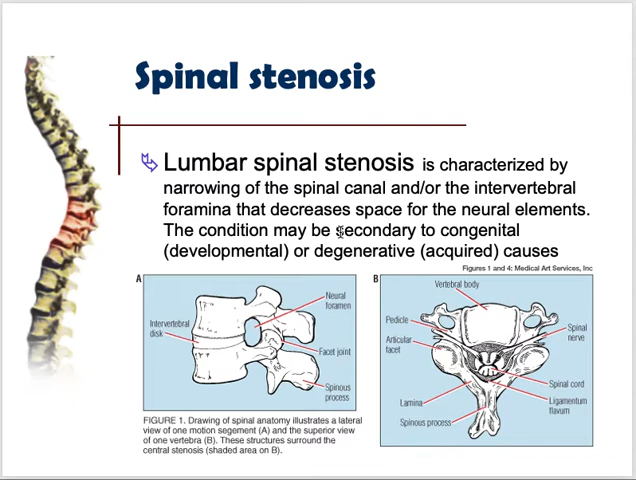 Spinal stenosis
Lumbar spinal stenosis is characterized by
narrowing of the spinal canal and/or the intervertebral
foramina that decreases space for the neural elements.
The condition may be secondary to congenital
(developmental) or degenerative (acquired) causes
Figures 1 and 4: Medical Art Services, Inc
A
Neural
foramen
Intervertebral
disk
Facet joint
Spinous
process
B
Vertebral body
Pedicle
Articular
facet
Spinal
nerve
Spinal cord
Lamina
Ligamentum
flavum
Spinous process
FIGURE 1. Drawing of spinal anatomy illustrates a lateral
view of one motion segement (A) and the superior view
of one vertebra (B). These structures surround the
central stenosis (shaded area on B).